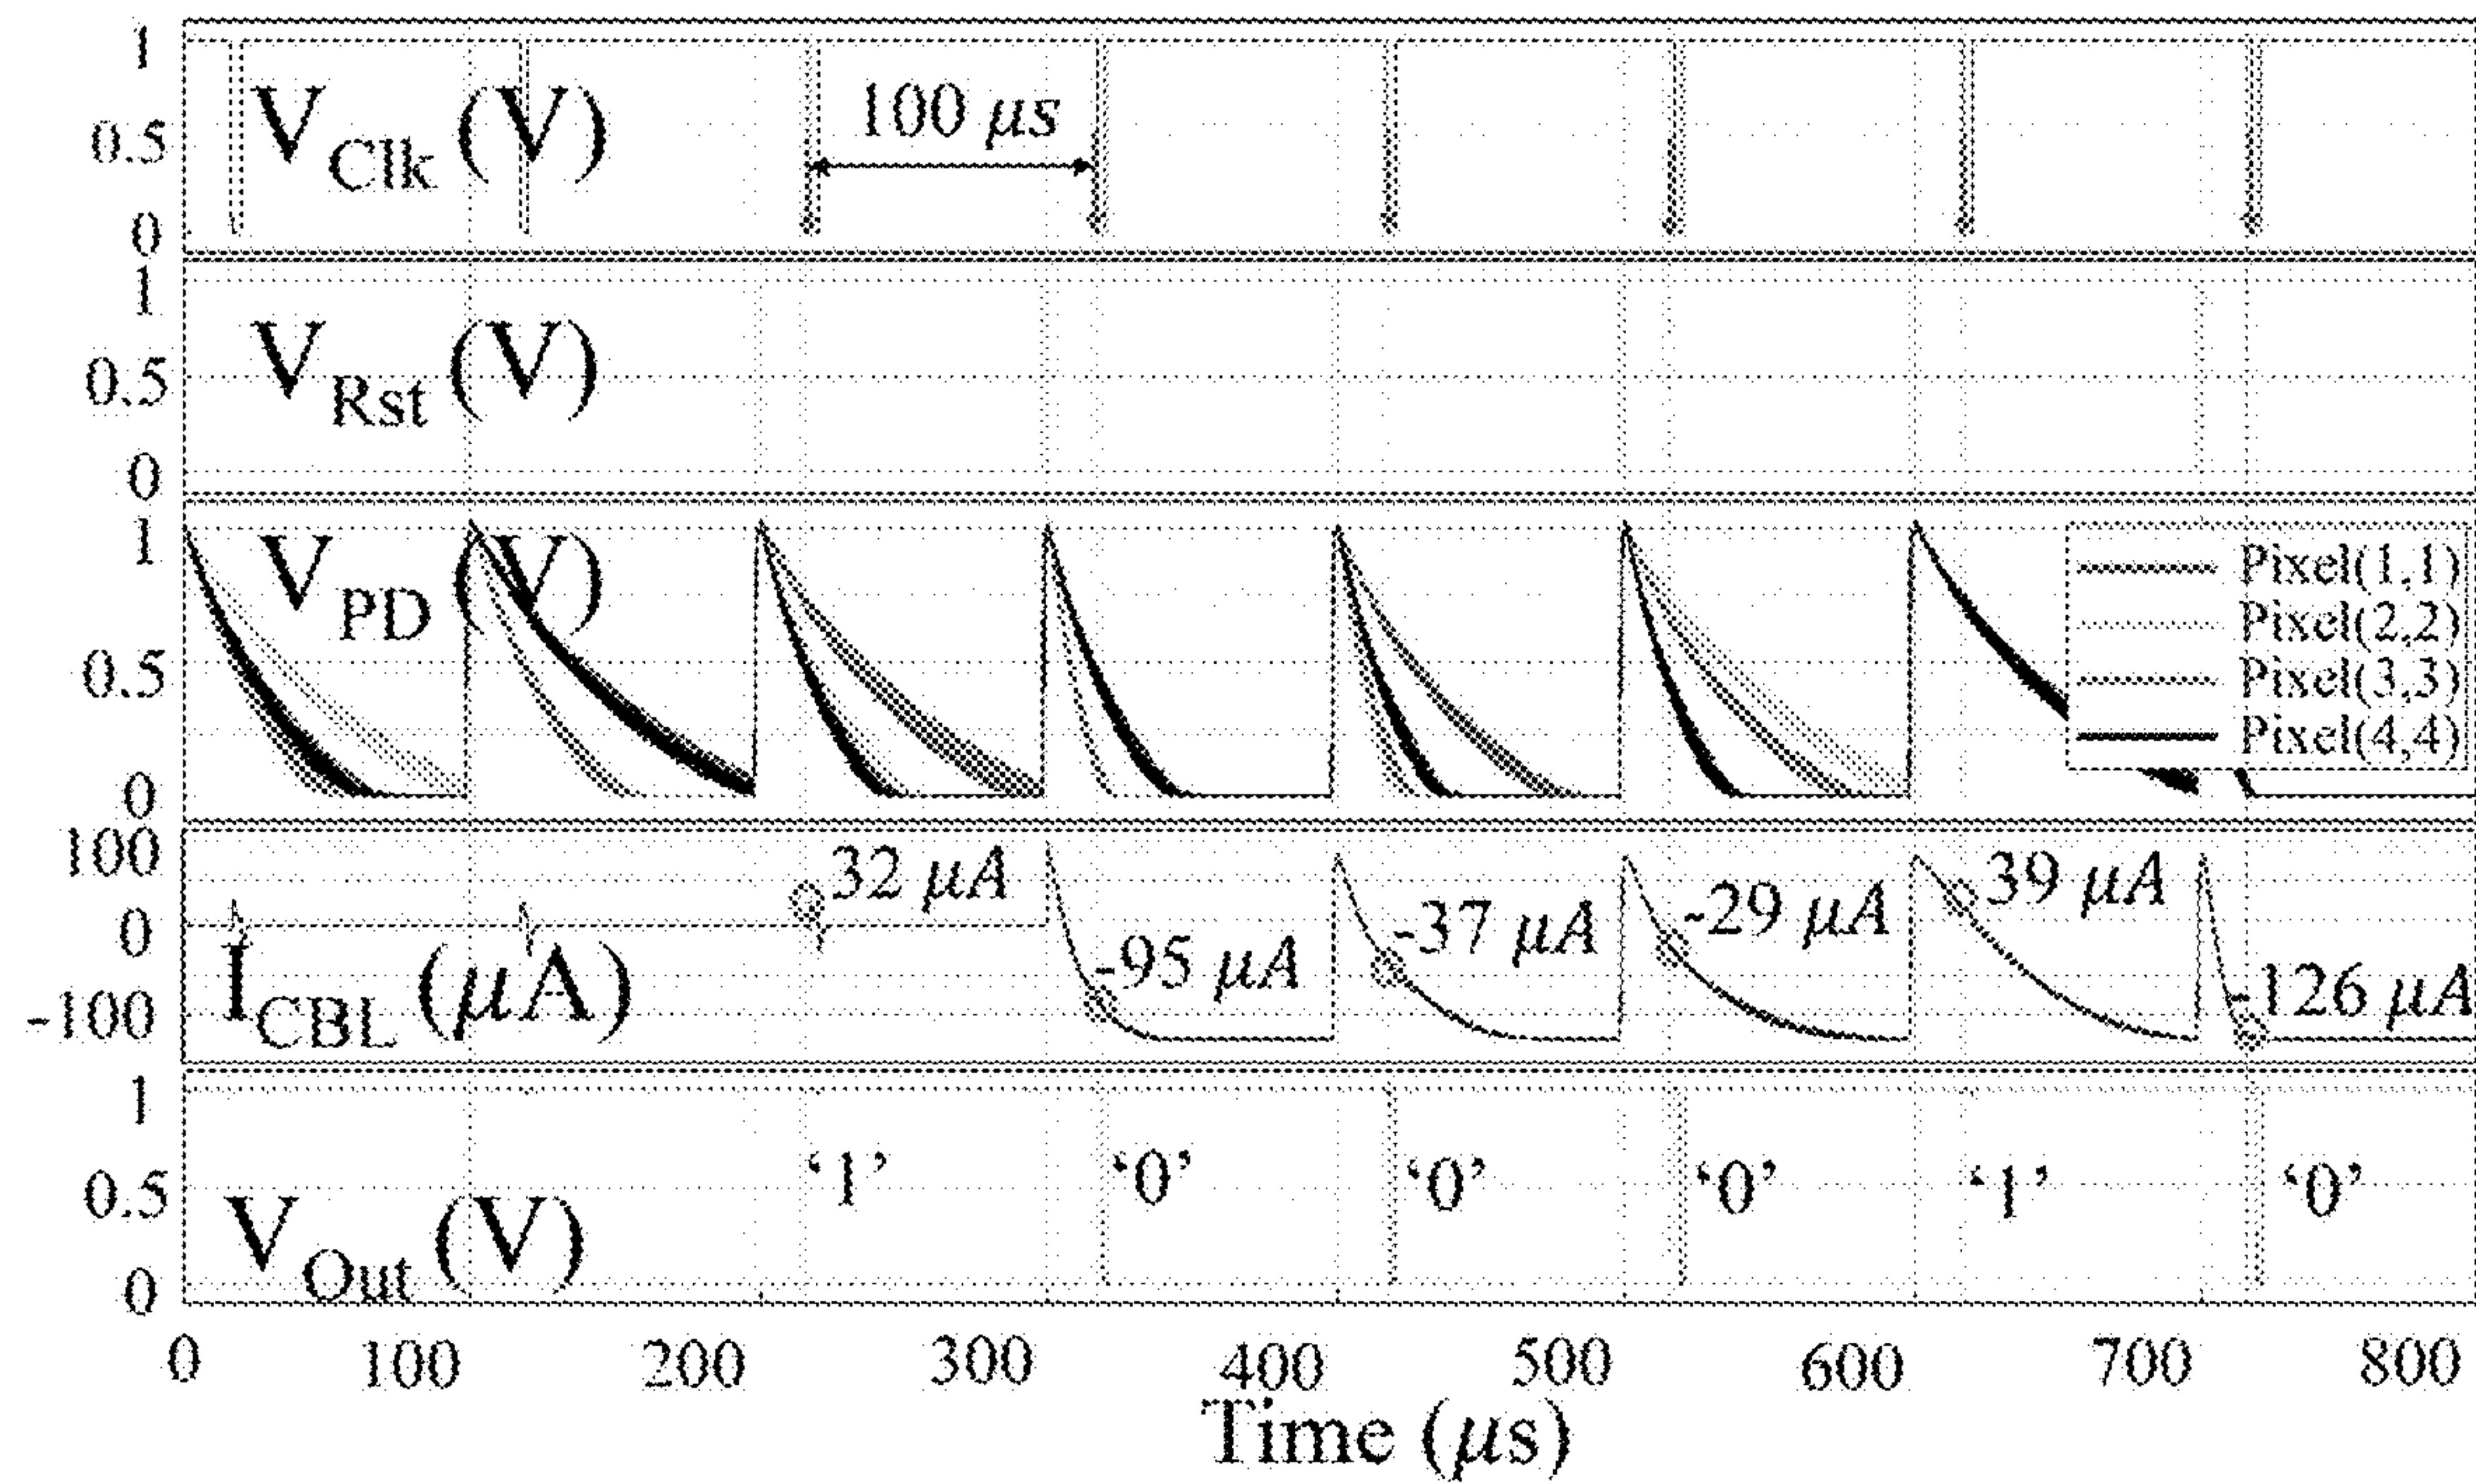 1
0.5
0
V_Clk (V)
100 μs
1
0.5
0
V_Rst (V)
1
0.5
0
V_PD (V)
Pixel(1,1)
Pixel(2,2)
Pixel(3,3)
Pixel(4,4)
100
0
-100
I_CBL (μA)
32 μA
-95 μA
-37 μA
-29 μA
39 μA
-126 μA
1
0.5
0
V_Out (V)
‘1’ ‘0’ ‘0’ ‘0’ ‘1’ ‘0’
0 100 200 300 400 500 600 700 800
Time (μs)